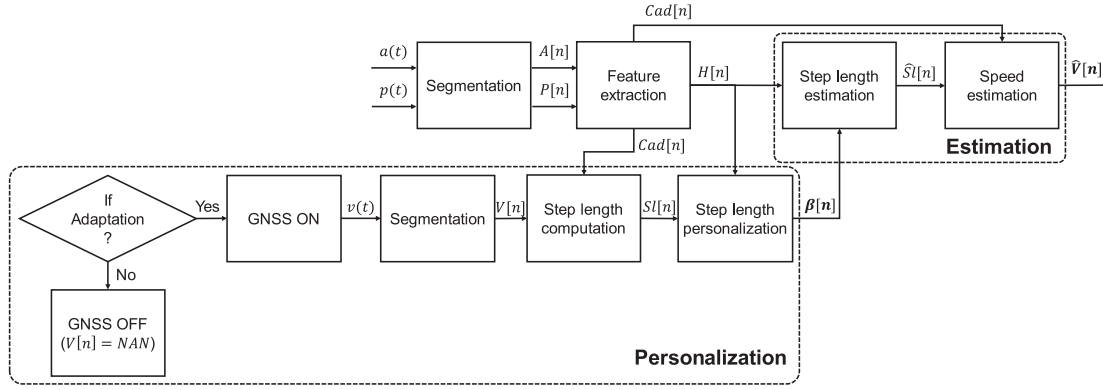 Cad[n]
a(t)
p(t)
Segmentation
A[n]
P[n]
Feature
extraction
H[n]
Step length
estimation
Ŝl[n]
Speed
estimation
V̂[n]
Estimation
Cad[n]
If
Adaptation
?
Yes
GNSS ON
v(t)
Segmentation
V[n]
Step length
computation
Sl[n]
Step length
personalization
β[n]
No
GNSS OFF
(V[n] = NAN)
Personalization